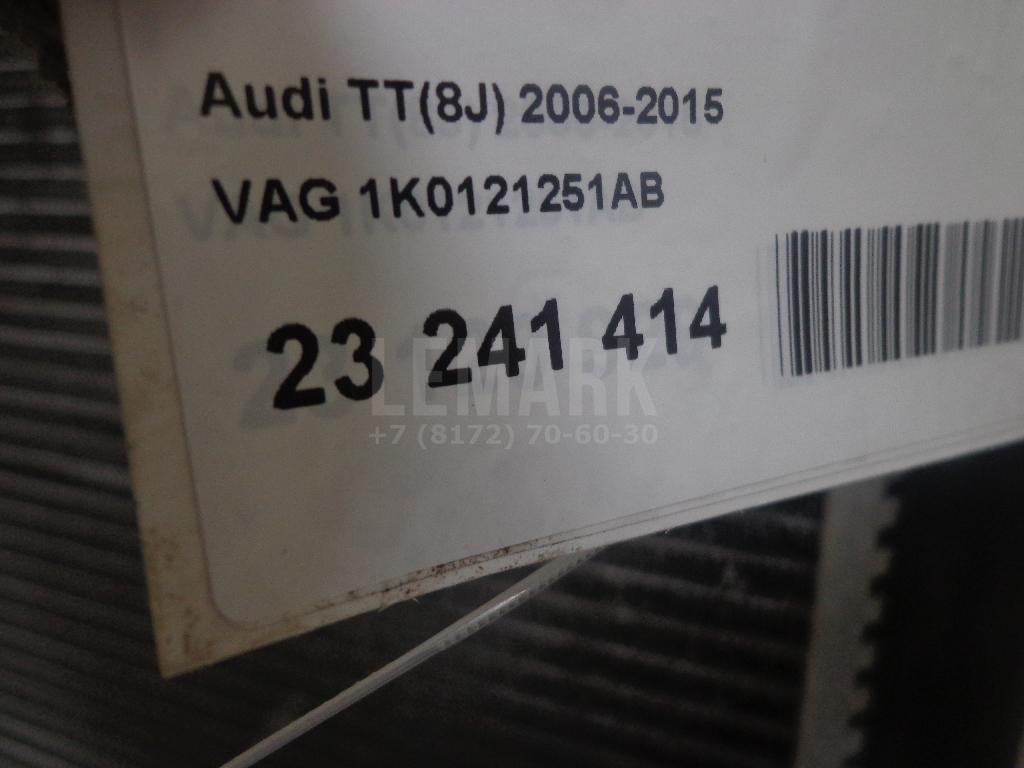 Audi TT(8J) 2006-2015
VAG 1K0121251AB
23 241 414
LEMARK
+7 (8172) 70-60-30